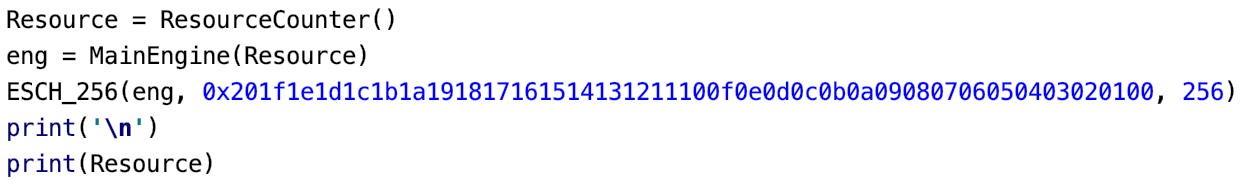 Resource = ResourceCounter()
eng = MainEngine(Resource)
ESCH_256(eng, 0x201f1e1d1c1b1a191817161514131211100f0e0d0c0b0a09080706050403020100, 256)
print('\n')
print(Resource)